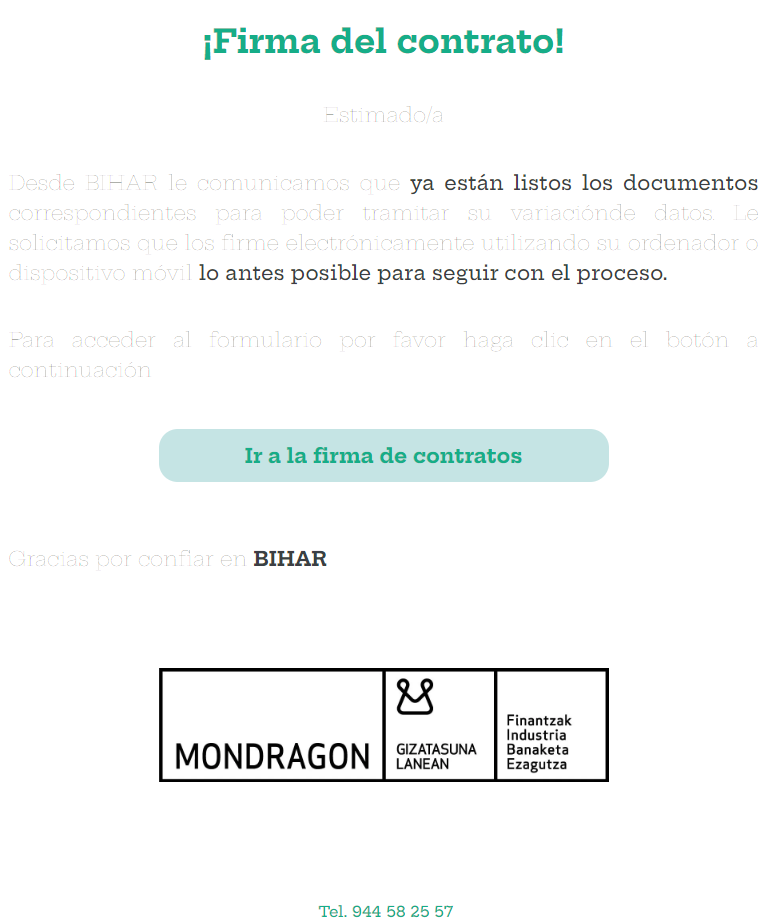 ¡Firma del contrato!
Estimado/a
Desde BIHAR le comunicamos que ya están listos los documentos
correspondientes para poder tramitar su variaciónde datos. Le
solicitamos que los firme electrónicamente utilizando su ordenador o
dispositivo móvil lo antes posible para seguir con el proceso.
Para acceder al formulario por favor haga clic en el botón a
continuación
Ir a la firma de contratos
Gracias por confiar en BIHAR
MONDRAGON
GIZATASUNA
LANEAN
Finantzak
Industria
Banaketa
Ezagutza
Tel. 944 58 25 57